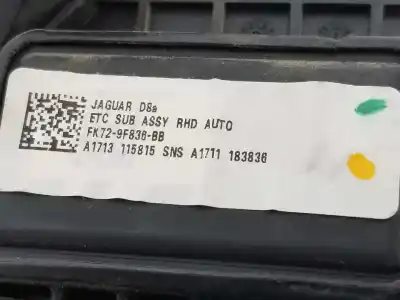 JAGUAR D8a
ETC SUB ASSY RHD AUTO
FK72-9F836-BB
A1713 115815 SNS A1711 183836